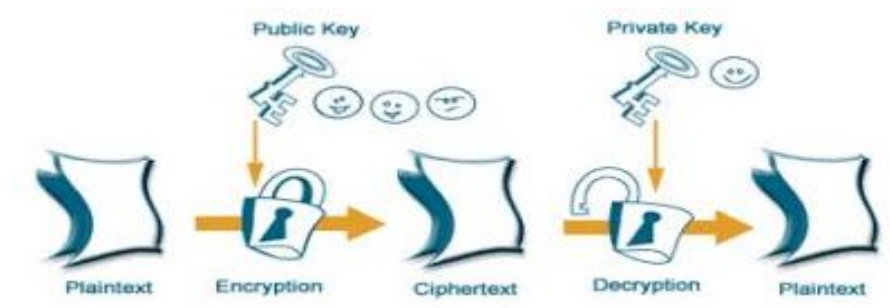 Public Key
Private Key
Plaintext
Encryption
Ciphertext
Decryption
Plaintext